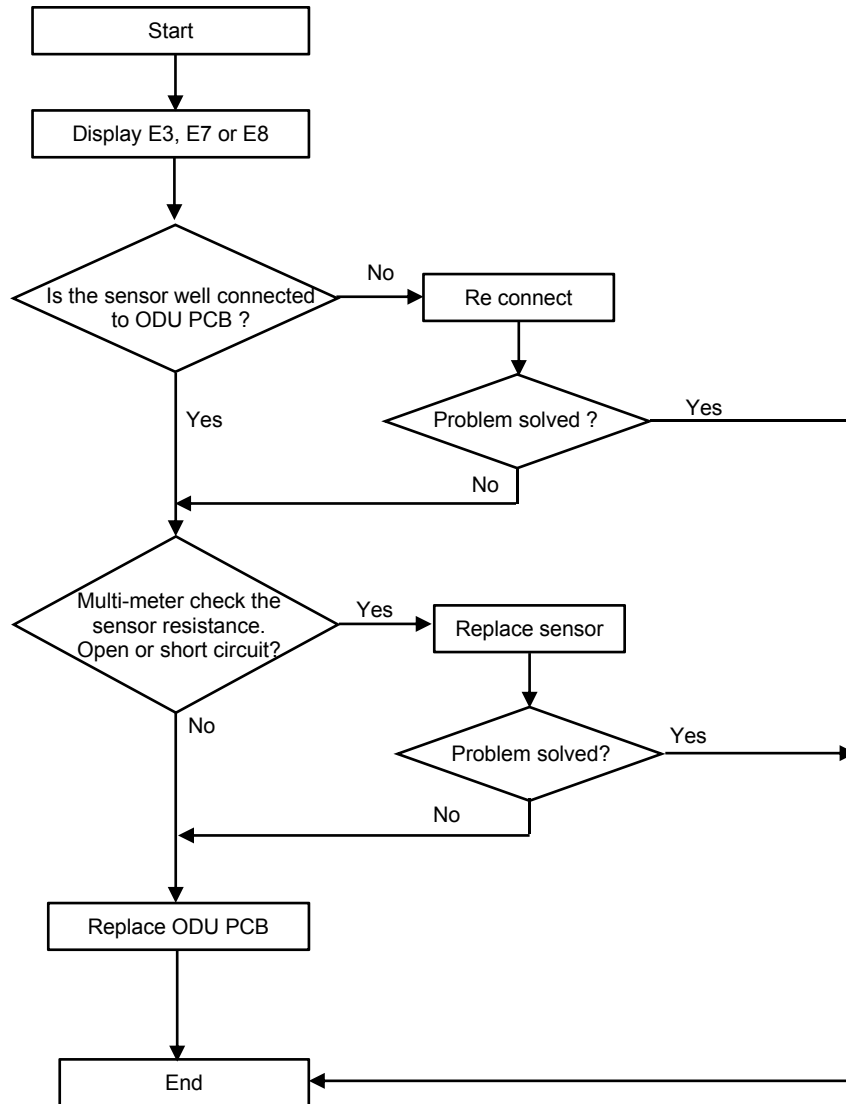 Start
Display E3, E7 or E8
Is the sensor well connected
to ODU PCB ?
No
Re connect
Yes
Problem solved ?
Yes
No
Multi-meter check the
sensor resistance.
Open or short circuit?
Yes
Replace sensor
No
Problem solved?
Yes
No
Replace ODU PCB
End